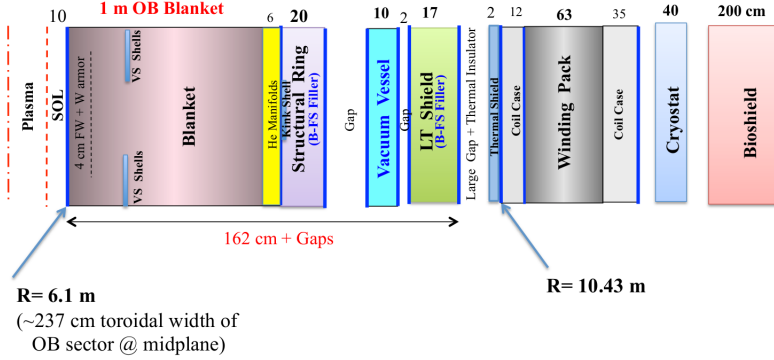 1 m OB Blanket
10
6
20
10
2
17
2
12
63
35
40
200 cm
Plasma
SOL
4 cm FW + W armor
VS Shells
VS Shells
Blanket
He Manifolds
Kink Shell
Structural Ring
(B-FS Filler)
Gap
Vacuum Vessel
Gap
LT Shield
(B-FS Filler)
Large Gap + Thermal Insulator
Thermal Shield
Coil Case
Winding Pack
Coil Case
Cryostat
Bioshield
162 cm + Gaps
R= 6.1 m
(~237 cm toroidal width of
OB sector @ midplane)
R= 10.43 m